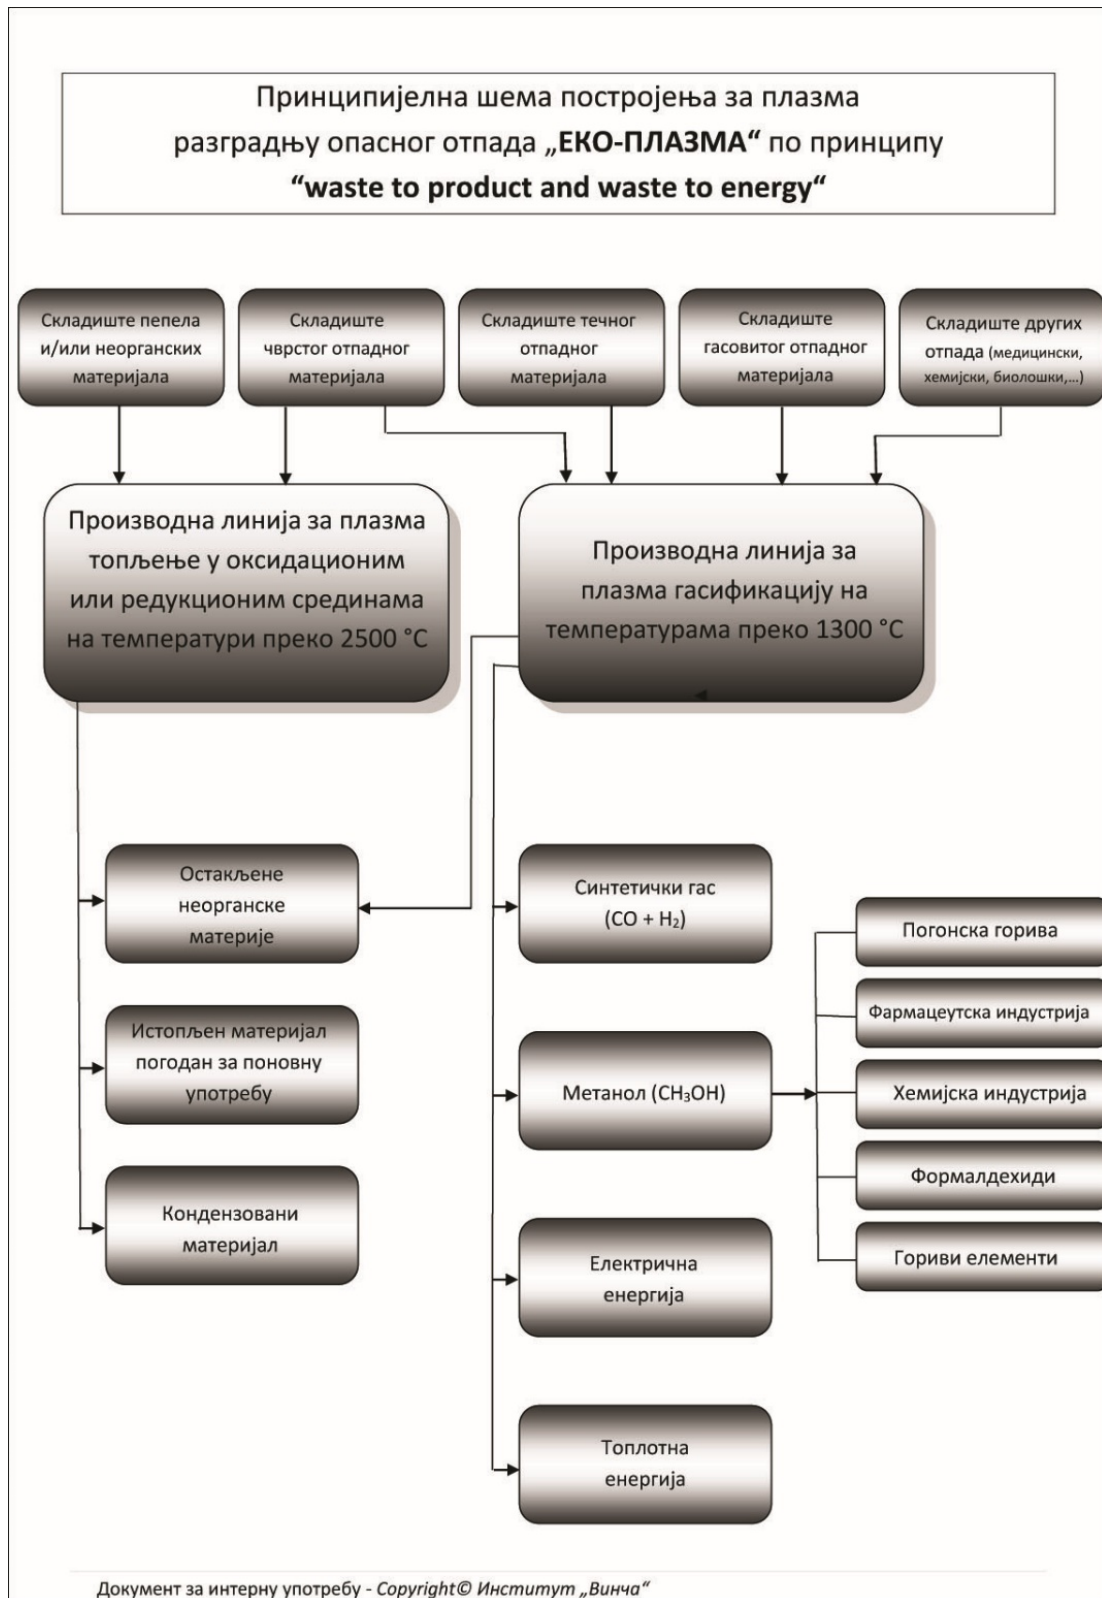 Принципијелна шема постројења за плазма
разградњу опасног отпада „ЕКО-ПЛАЗМА“ по принципу
“waste to product and waste to energy“
Складиште пепела
и/или неорганских
материјала
Складиште
чврстог отпадног
материјала
Складиште течног
отпадног
материјала
Складиште
гасовитог отпадног
материјала
Складиште других
отпада (медицински,
хемијски, биолошки,...)
Производна линија за плазма
топљење у оксидационим
или редукционим срединама
на температури преко 2500 °C
Производна линија за
плазма гасификацију на
температурама преко 1300 °C
Остакљене
неорганске
материје
Истопљен материјал
погодан за поновну
употребу
Кондензовани
материјал
Синтетички гас
(CO + H₂)
Метанол (CH₃OH)
Електрична
енергија
Топлотна
енергија
Погонска горива
Фармацеутска индустрија
Хемијска индустрија
Формалдехиди
Гориви елементи
Документ за интерну употребу - Copyright© Институт „Винча“